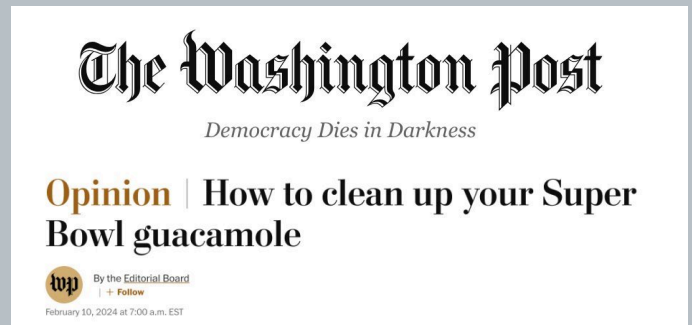 The Washington Post
Democracy Dies in Darkness
Opinion | How to clean up your Super
Bowl guacamole
wp
By the Editorial Board
| + Follow
February 10, 2024 at 7:00 a.m. EST